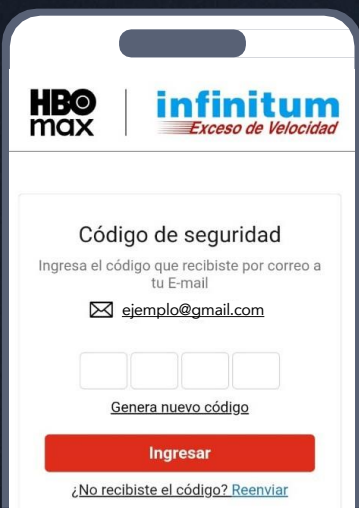 HBO max
infinitum
Exceso de Velocidad
Código de seguridad
Ingresa el código que recibiste por correo a
tu E-mail
ejemplo@gmail.com
Genera nuevo código
Ingresar
¿No recibiste el código? Reenviar